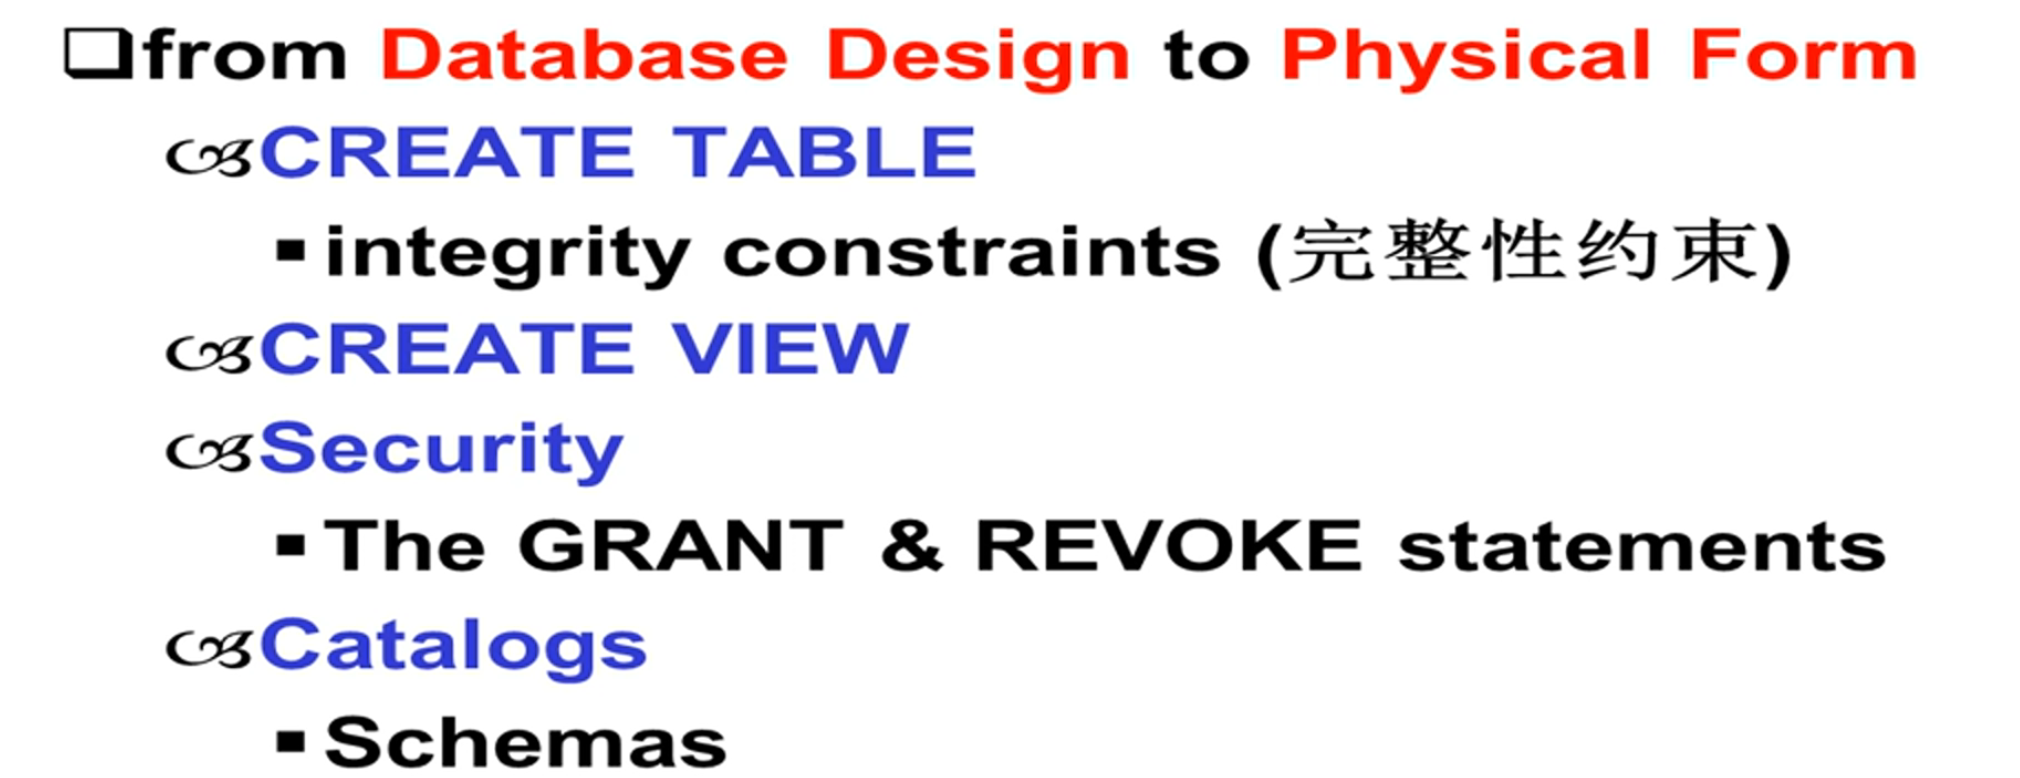 from Database Design to Physical Form
CREATE TABLE
integrity constraints (完整性约束)
CREATE VIEW
Security
The GRANT & REVOKE statements
Catalogs
Schemas